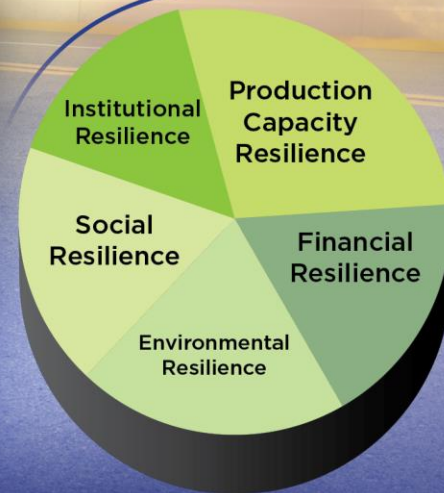 Institutional
Resilience
Production
Capacity
Resilience
Social
Resilience
Financial
Resilience
Environmental
Resilience